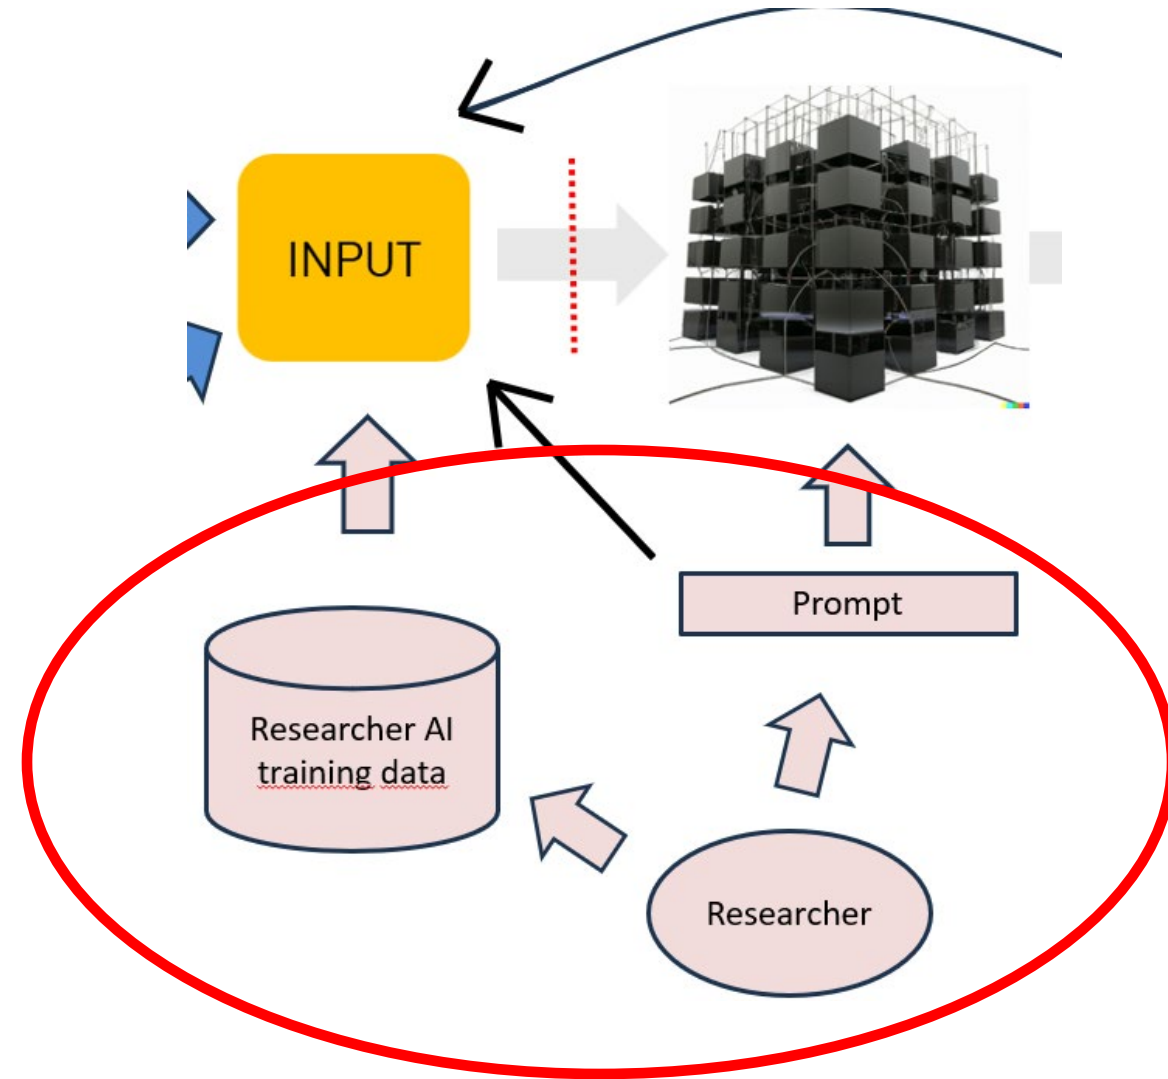 INPUT
Prompt
Researcher AI
training data
Researcher